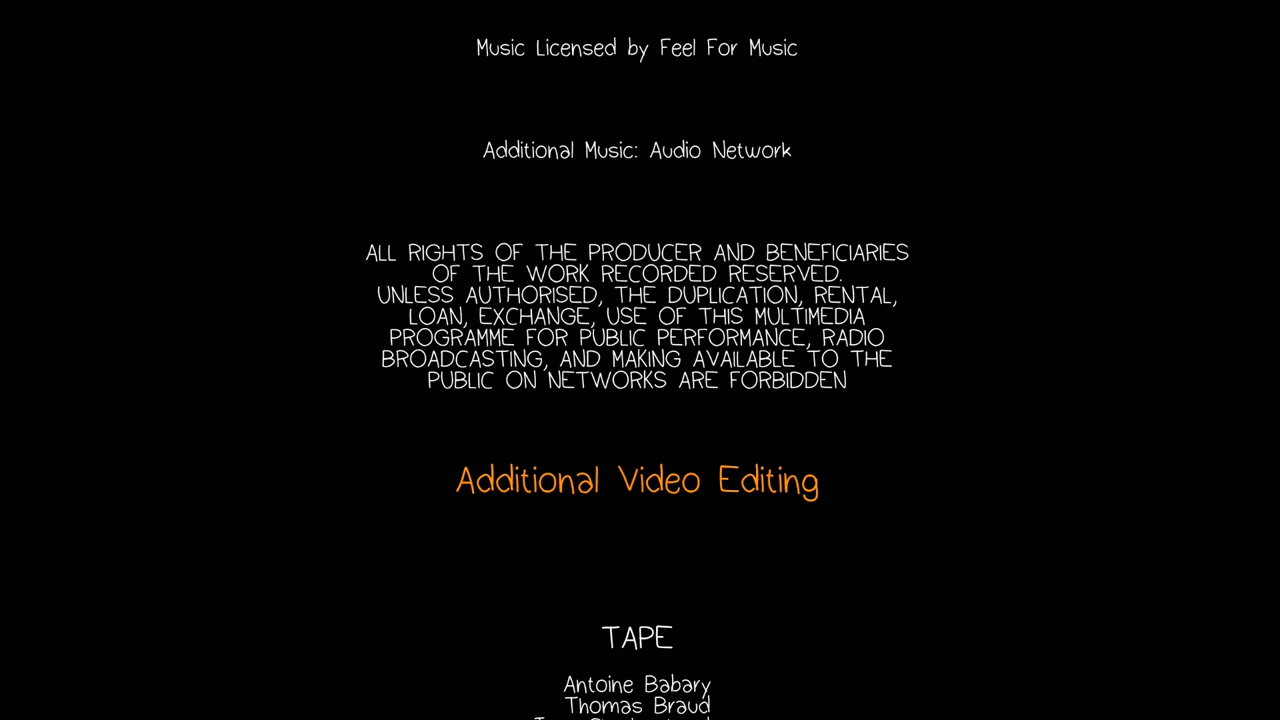 Music Licensed by Feel For Music
Additional Music: Audio Network
ALL RIGHTS OF THE PRODUCER AND BENEFICIARIES
OF THE WORK RECORDED RESERVED.
UNLESS AUTHORISED, THE DUPLICATION, RENTAL,
LOAN, EXCHANGE, USE OF THIS MULTIMEDIA
PROGRAMME FOR PUBLIC PERFORMANCE, RADIO
BROADCASTING, AND MAKING AVAILABLE TO THE
PUBLIC ON NETWORKS ARE FORBIDDEN
Additional Video Editing
TAPE
Antoine Babary
Thomas Braud